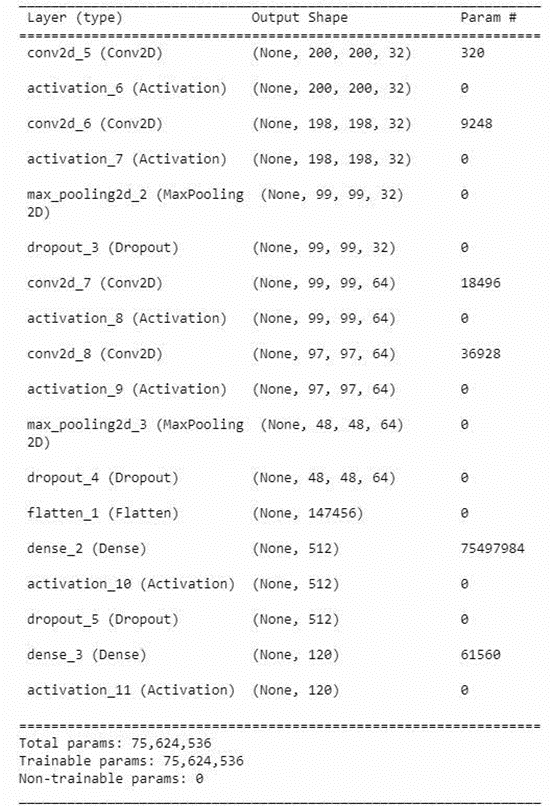 Layer (type) Output Shape Param #
conv2d_5 (Conv2D) (None, 200, 200, 32) 320
activation_6 (Activation) (None, 200, 200, 32) 0
conv2d_6 (Conv2D) (None, 198, 198, 32) 9248
activation_7 (Activation) (None, 198, 198, 32) 0
max_pooling2d_2 (MaxPooling (None, 99, 99, 32) 0
2D)
dropout_3 (Dropout) (None, 99, 99, 32) 0
conv2d_7 (Conv2D) (None, 99, 99, 64) 18496
activation_8 (Activation) (None, 99, 99, 64) 0
conv2d_8 (Conv2D) (None, 97, 97, 64) 36928
activation_9 (Activation) (None, 97, 97, 64) 0
max_pooling2d_3 (MaxPooling (None, 48, 48, 64) 0
2D)
dropout_4 (Dropout) (None, 48, 48, 64) 0
flatten_1 (Flatten) (None, 147456) 0
dense_2 (Dense) (None, 512) 75497984
activation_10 (Activation) (None, 512) 0
dropout_5 (Dropout) (None, 512) 0
dense_3 (Dense) (None, 120) 61560
activation_11 (Activation) (None, 120) 0
Total params: 75,624,536
Trainable params: 75,624,536
Non-trainable params: 0